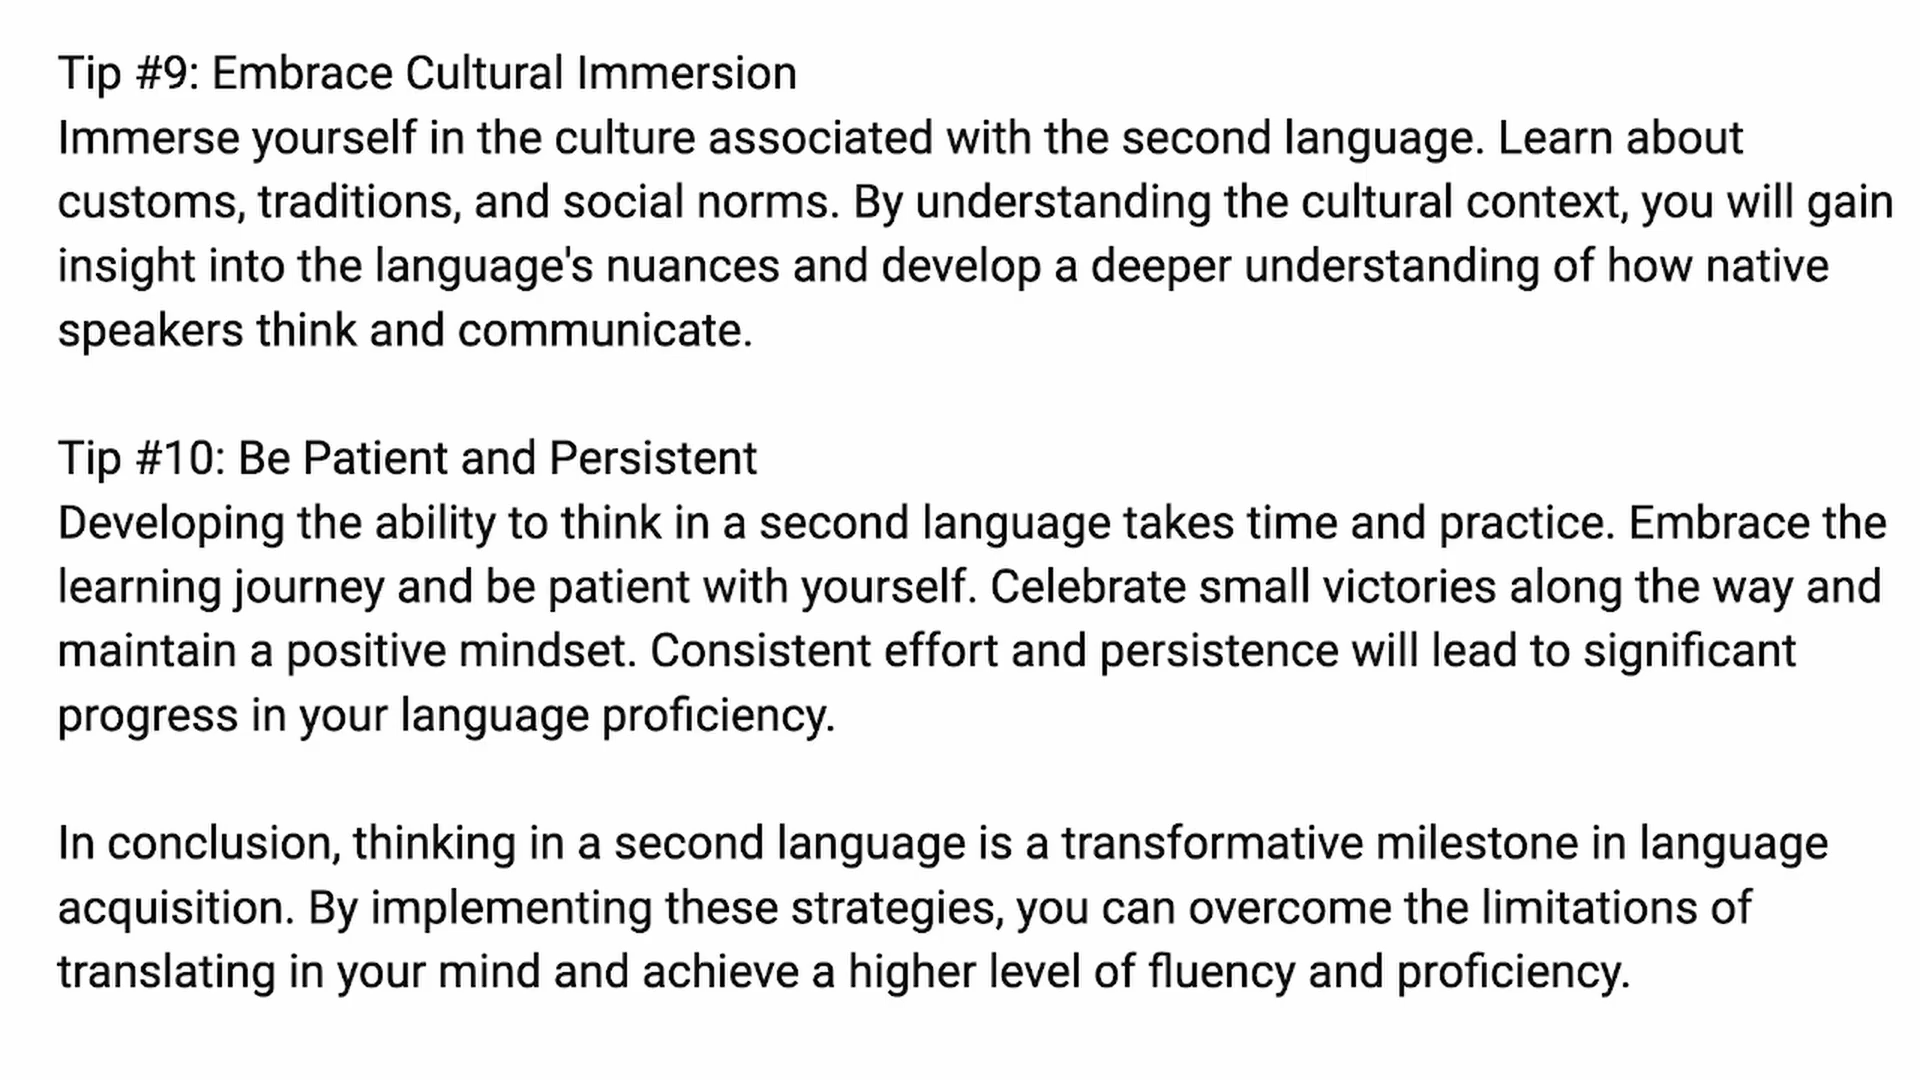 Tip #9: Embrace Cultural Immersion
Immerse yourself in the culture associated with the second language. Learn about
customs, traditions, and social norms. By understanding the cultural context, you will gain
insight into the language's nuances and develop a deeper understanding of how native
speakers think and communicate.
Tip #10: Be Patient and Persistent
Developing the ability to think in a second language takes time and practice. Embrace the
learning journey and be patient with yourself. Celebrate small victories along the way and
maintain a positive mindset. Consistent effort and persistence will lead to significant
progress in your language proficiency.
In conclusion, thinking in a second language is a transformative milestone in language
acquisition. By implementing these strategies, you can overcome the limitations of
translating in your mind and achieve a higher level of fluency and proficiency.